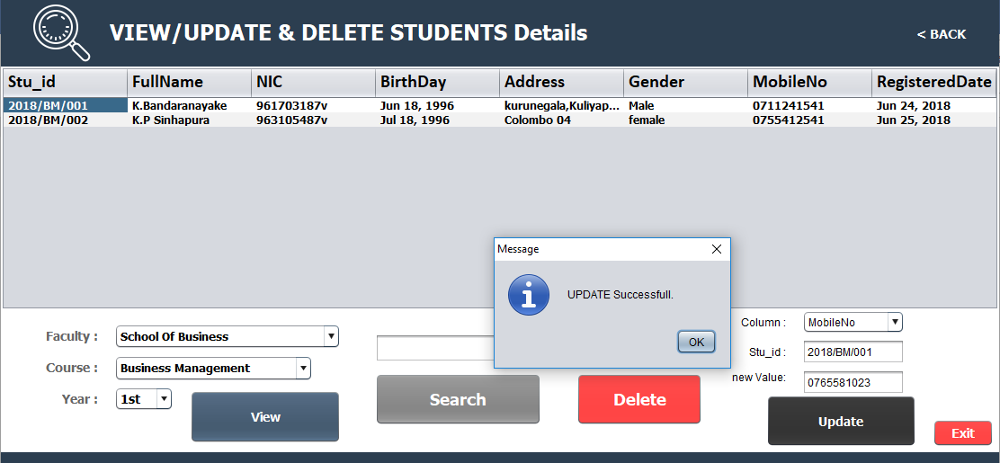 VIEW/UPDATE & DELETE STUDENTS Details
< BACK
Stu_id FullName NIC BirthDay Address Gender MobileNo RegisteredDate
2018/BM/001 K.Bandaranayake 961703187v Jun 18, 1996 kurunegala,Kuliyap... Male 0711241541 Jun 24, 2018
2018/BM/002 K.P Sinhapura 963105487v Jul 18, 1996 Colombo 04 female 0755412541 Jun 25, 2018
Message
UPDATE Successfull.
OK
Faculty : School Of Business
Course : Business Management
Year : 1st
View
Search
Delete
Column : MobileNo
Stu_id : 2018/BM/001
new Value: 0765581023
Update
Exit